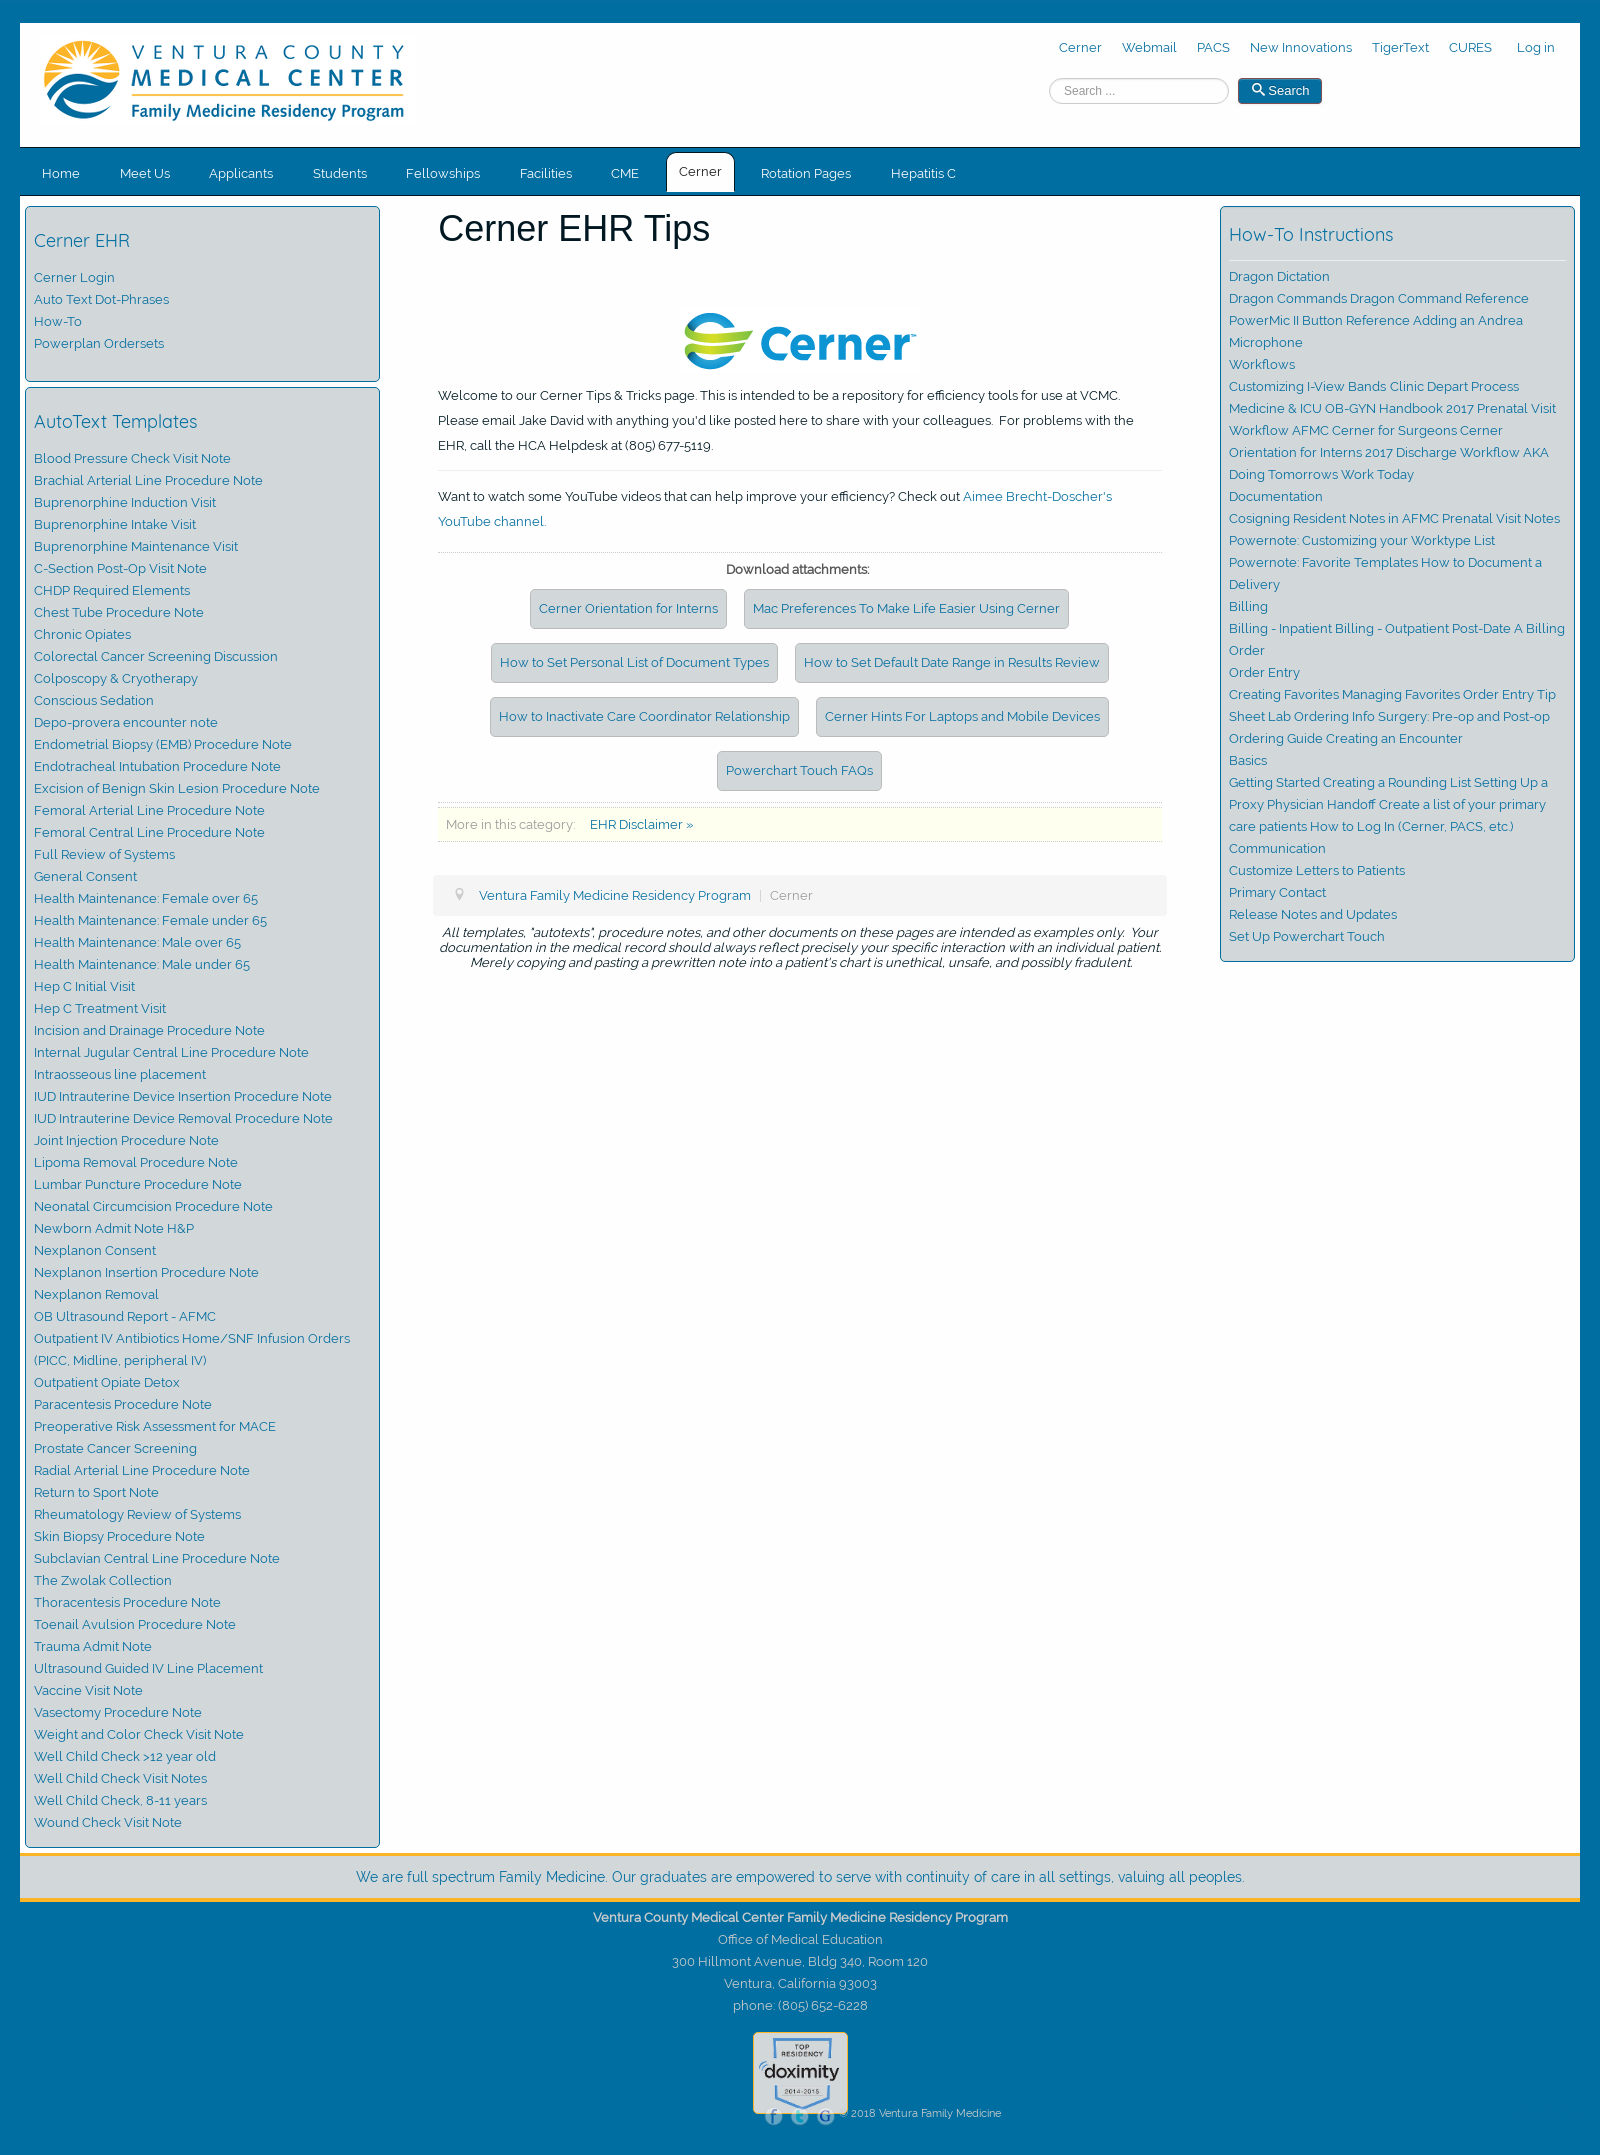 VENTURA COUNTY
MEDICAL CENTER
Family Medicine Residency Program
Cerner Webmail PACS New Innovations TigerText CURES Log in
Search ... Search
Home Meet Us Applicants Students Fellowships Facilities CME Cerner Rotation Pages Hepatitis C
Cerner EHR
Cerner Login
Auto Text Dot-Phrases
How-To
Powerplan Ordersets
AutoText Templates
Blood Pressure Check Visit Note
Brachial Arterial Line Procedure Note
Buprenorphine Induction Visit
Buprenorphine Intake Visit
Buprenorphine Maintenance Visit
C-Section Post-Op Visit Note
CHDP Required Elements
Chest Tube Procedure Note
Chronic Opiates
Colorectal Cancer Screening Discussion
Colposcopy & Cryotherapy
Conscious Sedation
Depo-provera encounter note
Endometrial Biopsy (EMB) Procedure Note
Endotracheal Intubation Procedure Note
Excision of Benign Skin Lesion Procedure Note
Femoral Arterial Line Procedure Note
Femoral Central Line Procedure Note
Full Review of Systems
General Consent
Health Maintenance: Female over 65
Health Maintenance: Female under 65
Health Maintenance: Male over 65
Health Maintenance: Male under 65
Hep C Initial Visit
Hep C Treatment Visit
Incision and Drainage Procedure Note
Internal Jugular Central Line Procedure Note
Intraosseous line placement
IUD Intrauterine Device Insertion Procedure Note
IUD Intrauterine Device Removal Procedure Note
Joint Injection Procedure Note
Lipoma Removal Procedure Note
Lumbar Puncture Procedure Note
Neonatal Circumcision Procedure Note
Newborn Admit Note H&P
Nexplanon Consent
Nexplanon Insertion Procedure Note
Nexplanon Removal
OB Ultrasound Report - AFMC
Outpatient IV Antibiotics Home/SNF Infusion Orders
(PICC, Midline, peripheral IV)
Outpatient Opiate Detox
Paracentesis Procedure Note
Preoperative Risk Assessment for MACE
Prostate Cancer Screening
Radial Arterial Line Procedure Note
Return to Sport Note
Rheumatology Review of Systems
Skin Biopsy Procedure Note
Subclavian Central Line Procedure Note
The Zwolak Collection
Thoracentesis Procedure Note
Toenail Avulsion Procedure Note
Trauma Admit Note
Ultrasound Guided IV Line Placement
Vaccine Visit Note
Vasectomy Procedure Note
Weight and Color Check Visit Note
Well Child Check >12 year old
Well Child Check Visit Notes
Well Child Check, 8-11 years
Wound Check Visit Note
Cerner EHR Tips
Cerner™
Welcome to our Cerner Tips & Tricks page. This is intended to be a repository for efficiency tools for use at VCMC.
Please email Jake David with anything you'd like posted here to share with your colleagues. For problems with the
EHR, call the HCA Helpdesk at (805) 677-5119.
Want to watch some YouTube videos that can help improve your efficiency? Check out Aimee Brecht-Doscher's
YouTube channel.
Download attachments:
Cerner Orientation for Interns Mac Preferences To Make Life Easier Using Cerner
How to Set Personal List of Document Types How to Set Default Date Range in Results Review
How to Inactivate Care Coordinator Relationship Cerner Hints For Laptops and Mobile Devices
Powerchart Touch FAQs
More in this category: EHR Disclaimer »
Ventura Family Medicine Residency Program | Cerner
All templates, "autotexts", procedure notes, and other documents on these pages are intended as examples only. Your
documentation in the medical record should always reflect precisely your specific interaction with an individual patient.
Merely copying and pasting a prewritten note into a patient's chart is unethical, unsafe, and possibly fradulent.
How-To Instructions
Dragon Dictation
Dragon Commands Dragon Command Reference
PowerMic II Button Reference Adding an Andrea
Microphone
Workflows
Customizing I-View Bands Clinic Depart Process
Medicine & ICU OB-GYN Handbook 2017 Prenatal Visit
Workflow AFMC Cerner for Surgeons Cerner
Orientation for Interns 2017 Discharge Workflow AKA
Doing Tomorrows Work Today
Documentation
Cosigning Resident Notes in AFMC Prenatal Visit Notes
Powernote: Customizing your Worktype List
Powernote: Favorite Templates How to Document a
Delivery
Billing
Billing - Inpatient Billing - Outpatient Post-Date A Billing
Order
Order Entry
Creating Favorites Managing Favorites Order Entry Tip
Sheet Lab Ordering Info Surgery: Pre-op and Post-op
Ordering Guide Creating an Encounter
Basics
Getting Started Creating a Rounding List Setting Up a
Proxy Physician Handoff Create a list of your primary
care patients How to Log In (Cerner, PACS, etc.)
Communication
Customize Letters to Patients
Primary Contact
Release Notes and Updates
Set Up Powerchart Touch
We are full spectrum Family Medicine. Our graduates are empowered to serve with continuity of care in all settings, valuing all peoples.
Ventura County Medical Center Family Medicine Residency Program
Office of Medical Education
300 Hillmont Avenue, Bldg 340, Room 120
Ventura, California 93003
phone: (805) 652-6228
TOP
RESIDENCY
doximity
2014-2015
f t G © 2018 Ventura Family Medicine